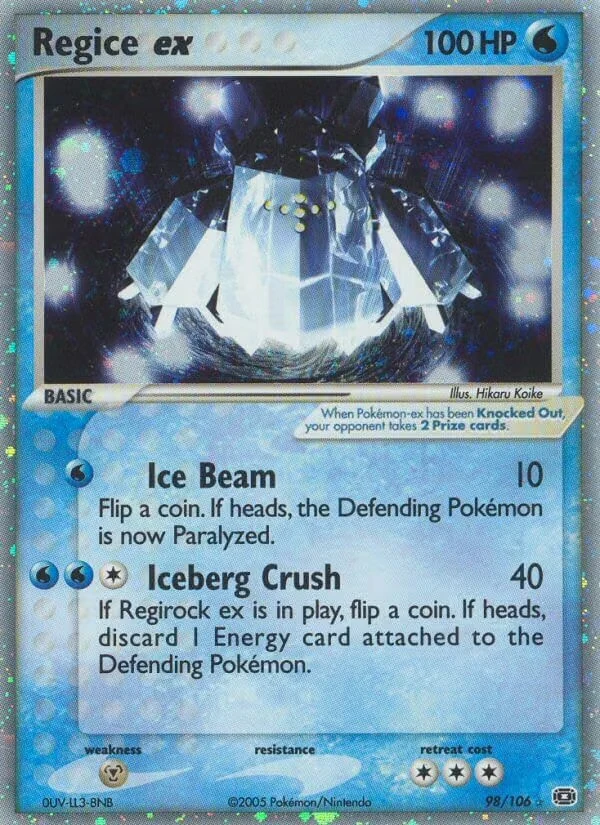 Regice ex 100 HP
BASIC
Illus. Hikaru Koike
When Pokémon-ex has been Knocked Out,
your opponent takes 2 Prize cards.
Ice Beam 10
Flip a coin. If heads, the Defending Pokémon
is now Paralyzed.
Iceberg Crush 40
If Regirock ex is in play, flip a coin. If heads,
discard 1 Energy card attached to the
Defending Pokémon.
weakness resistance retreat cost
0UV-LL3-8NB ©2005 Pokémon/Nintendo 98/106